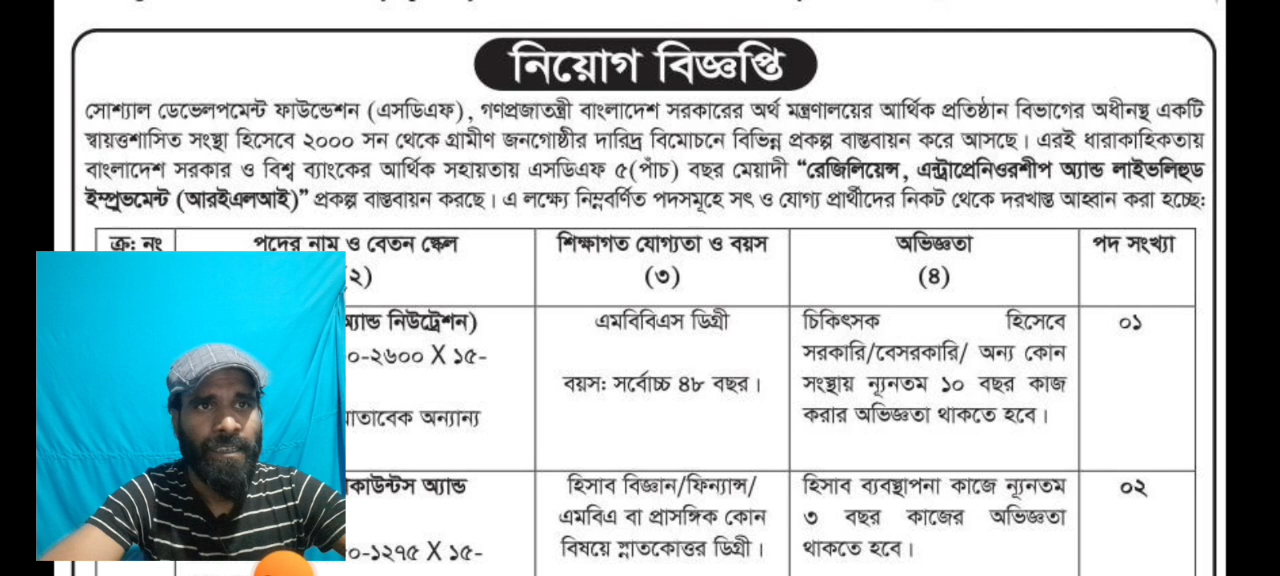 নিয়োগ বিজ্ঞপ্তি
সোশ্যাল ডেভেলপমেন্ট ফাউন্ডেশন (এসডিএফ), গণপ্রজাতন্ত্রী বাংলাদেশ সরকারের অর্থ মন্ত্রণালয়ের আর্থিক প্রতিষ্ঠান বিভাগের অধীনস্থ একটি
স্বায়ত্তশাসিত সংস্থা হিসেবে ২০০০ সন থেকে গ্রামীণ জনগোষ্ঠীর দারিদ্র বিমোচনে বিভিন্ন প্রকল্প বাস্তবায়ন করে আসছে। এরই ধারাকাহিকতায়
বাংলাদেশ সরকার ও বিশ্ব ব্যাংকের আর্থিক সহায়তায় এসডিএফ ৫(পাঁচ) বছর মেয়াদী “রেজিলিয়েন্স, এন্ট্রাপ্রেনিওরশীপ অ্যান্ড লাইভলিহুড
ইম্প্রুভমেন্ট (আরইএলআই)” প্রকল্প বাস্তবায়ন করছে। এ লক্ষ্যে নিম্নবর্ণিত পদসমূহে সৎ ও যোগ্য প্রার্থীদের নিকট থেকে দরখাস্ত আহ্বান করা হচ্ছে:
ক্র: নং পদের নাম ও বেতন স্কেল শিক্ষাগত যোগ্যতা ও বয়স অভিজ্ঞতা পদ সংখ্যা
২) (৩) (৪)
অ্যান্ড নিউট্রেশন) এমবিবিএস ডিগ্রী চিকিৎসক হিসেবে ০১
০-২৬০০ X ১৫- সরকারি/বেসরকারি/ অন্য কোন
বয়স: সর্বোচ্চ ৪৮ বছর। সংস্থায় ন্যূনতম ১০ বছর কাজ
মোতাবেক অন্যান্য করার অভিজ্ঞতা থাকতে হবে।
কাউন্টস অ্যান্ড হিসাব বিজ্ঞান/ফিন্যান্স/ হিসাব ব্যবস্থাপনা কাজে ন্যূনতম ০২
এমবিএ বা প্রাসঙ্গিক কোন ৩ বছর কাজের অভিজ্ঞতা
০-১২৭৫ X ১৫- বিষয়ে স্নাতকোত্তর ডিগ্রী। থাকতে হবে।